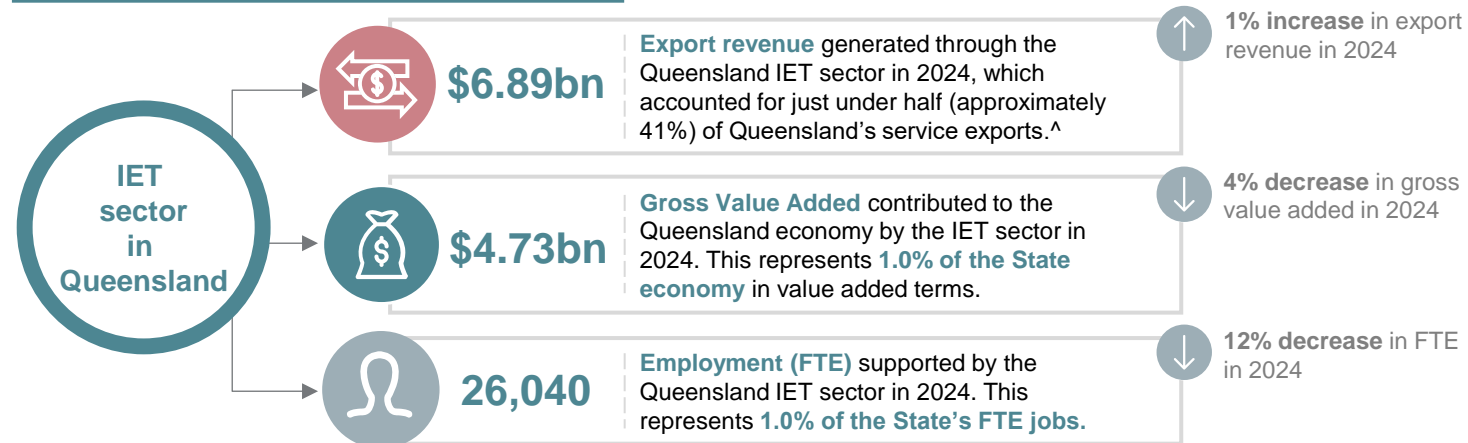 IET
sector
in
Queensland
$6.89bn
Export revenue generated through the
Queensland IET sector in 2024, which
accounted for just under half (approximately
41%) of Queensland's service exports.^
1% increase in export
revenue in 2024
$4.73bn
Gross Value Added contributed to the
Queensland economy by the IET sector in
2024. This represents 1.0% of the State
economy in value added terms.
4% decrease in gross
value added in 2024
26,040
Employment (FTE) supported by the
Queensland IET sector in 2024. This
represents 1.0% of the State's FTE jobs.
12% decrease in FTE
in 2024